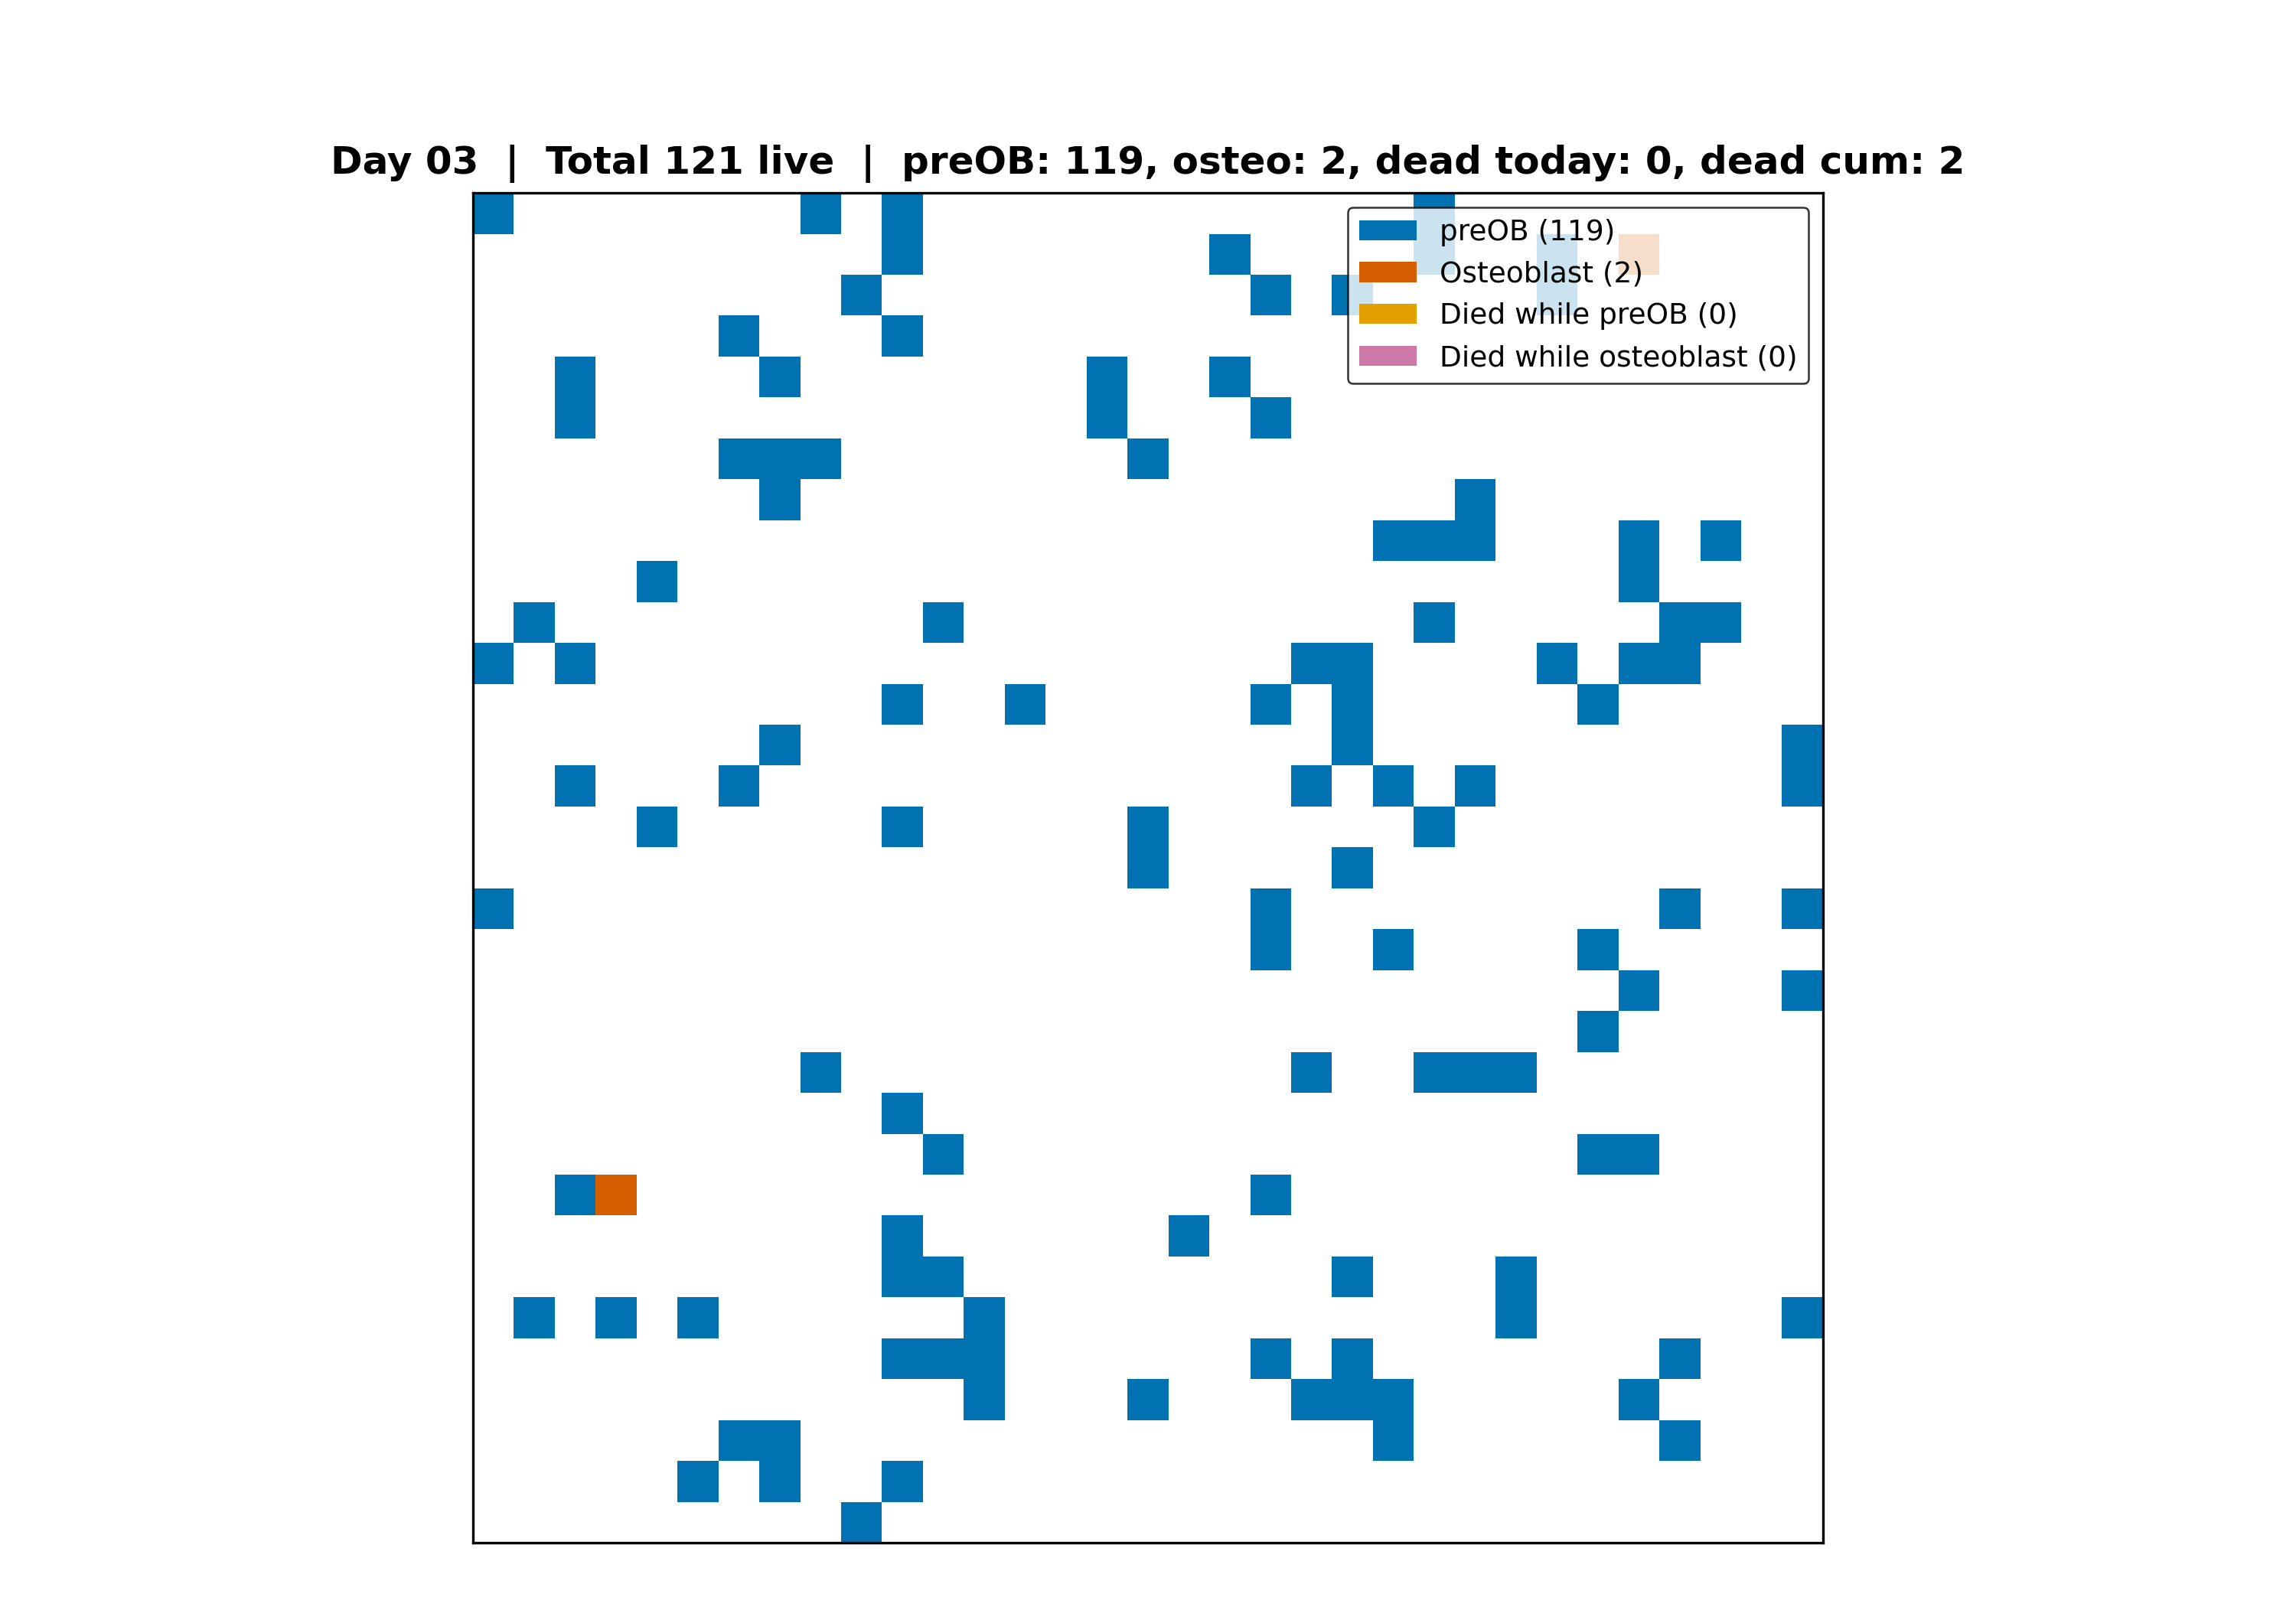 Day 03 | Total 121 live | preOB: 119, osteo: 2, dead today: 0, dead cum: 2
preOB (119)
Osteoblast (2)
Died while preOB (0)
Died while osteoblast (0)